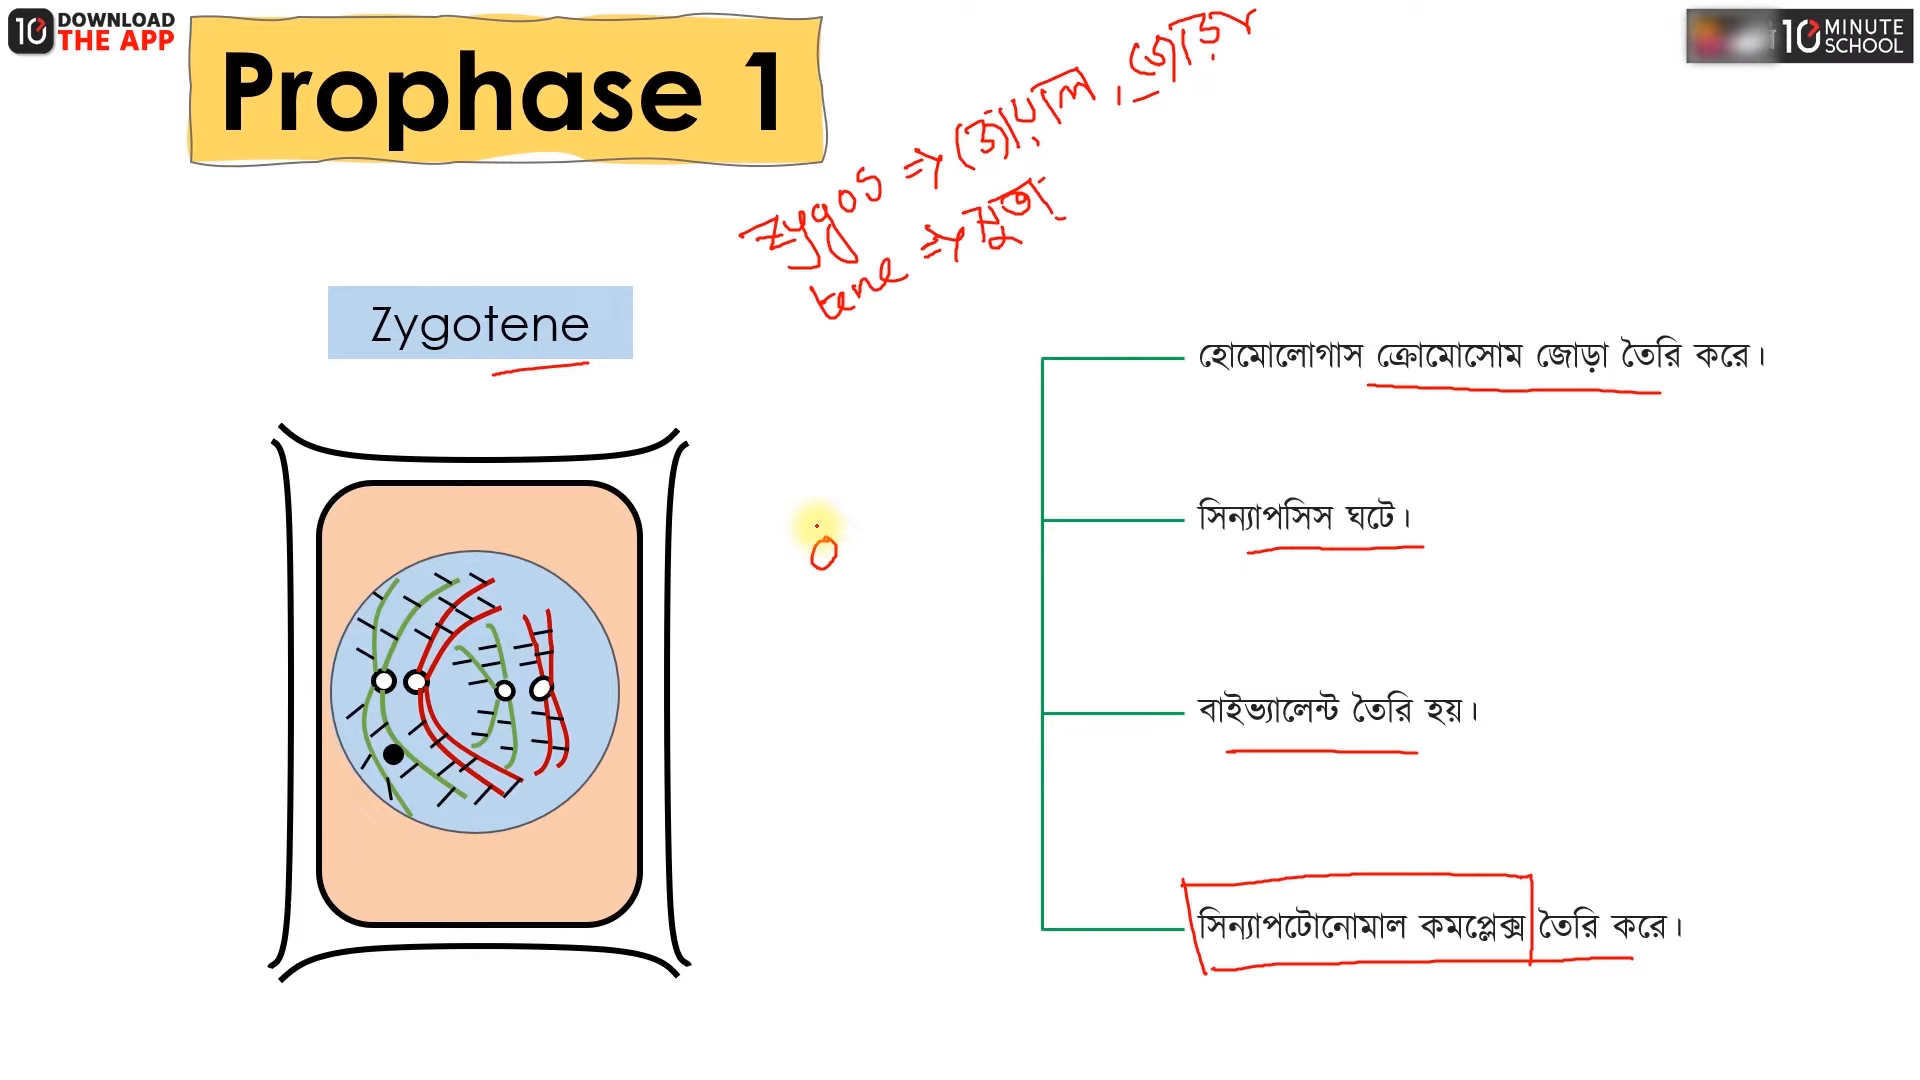 DOWNLOAD
THE APP
Prophase 1
10 MINUTE
SCHOOL
Zygos => জোয়াল, জোড়
tene => সুতা
Zygotene
হোমোলোগাস ক্রোমোসোম জোড়া তৈরি করে।
সিন্যাপসিস ঘটে।
বাইভ্যালেন্ট তৈরি হয়।
সিন্যাপটোনোমাল কমপ্লেক্স তৈরি করে।